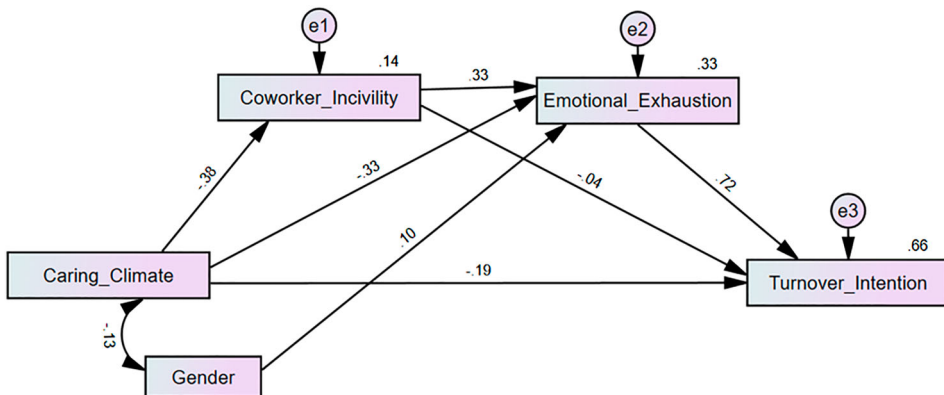 e1
e2
.14
.33
.33
Coworker_Incivility
Emotional_Exhaustion
-.38
-.33
-.04
.72
.10
e3
.66
Caring_Climate
-.19
Turnover_Intention
-.13
Gender